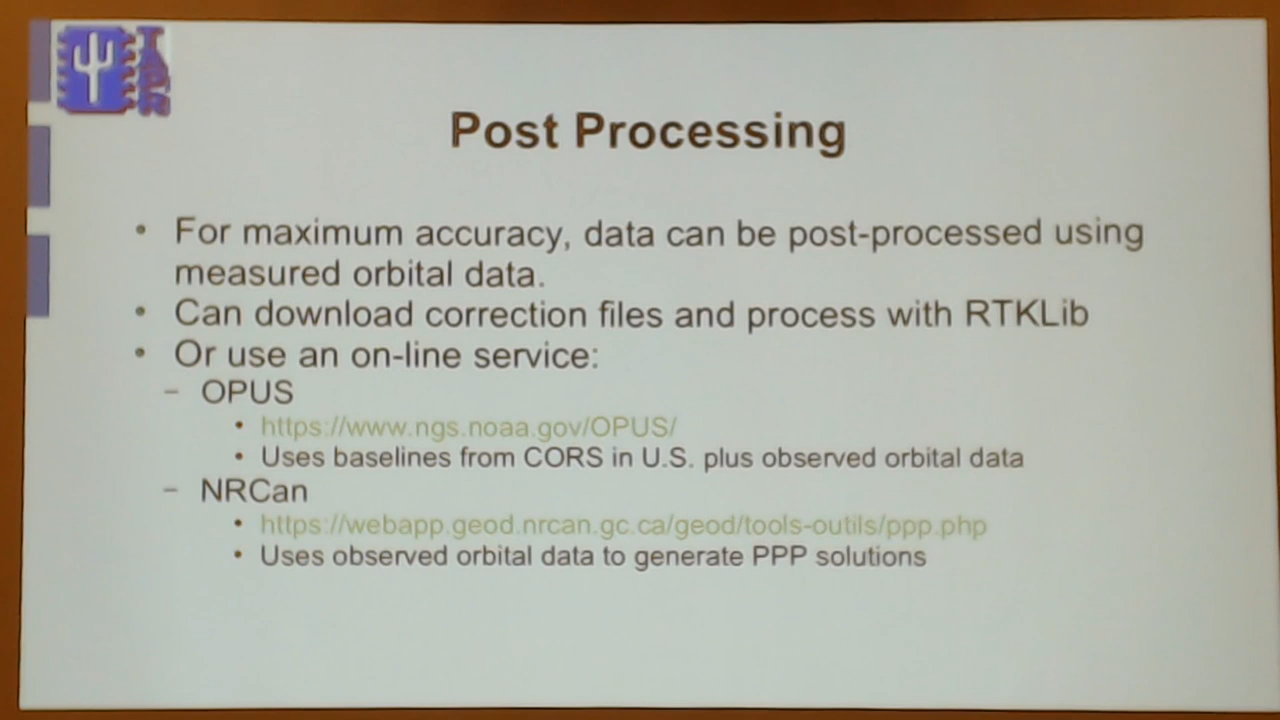 TAPR
Post Processing
• For maximum accuracy, data can be post-processed using
measured orbital data.
• Can download correction files and process with RTKLib
• Or use an on-line service:
– OPUS
• https://www.ngs.noaa.gov/OPUS/
• Uses baselines from CORS in U.S. plus observed orbital data
– NRCan
• https://webapp.geod.nrcan.gc.ca/geod/tools-outils/ppp.php
• Uses observed orbital data to generate PPP solutions